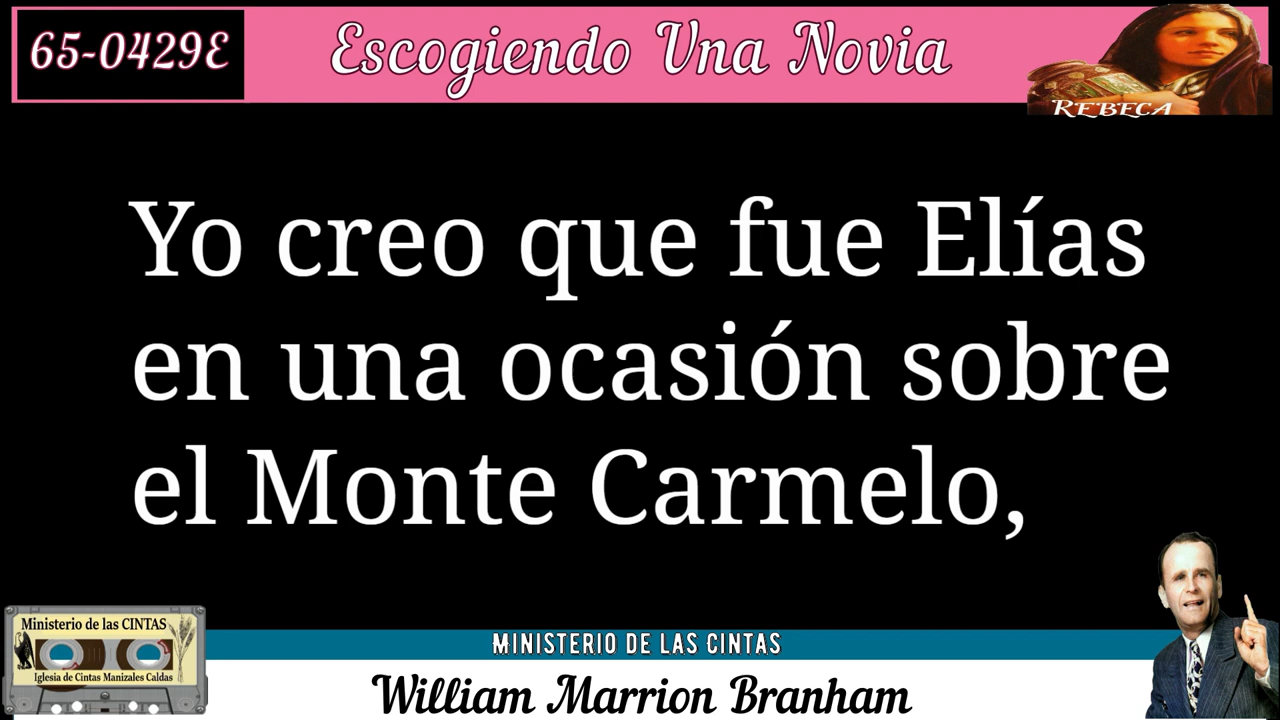 65-0429E
Escogiendo Una Novia
REBECA
Yo creo que fue Elías
en una ocasión sobre
el Monte Carmelo,
Ministerio de las CINTAS
Iglesia de Cintas Manizales Caldas
MINISTERIO DE LAS CINTAS
William Marrion Branham